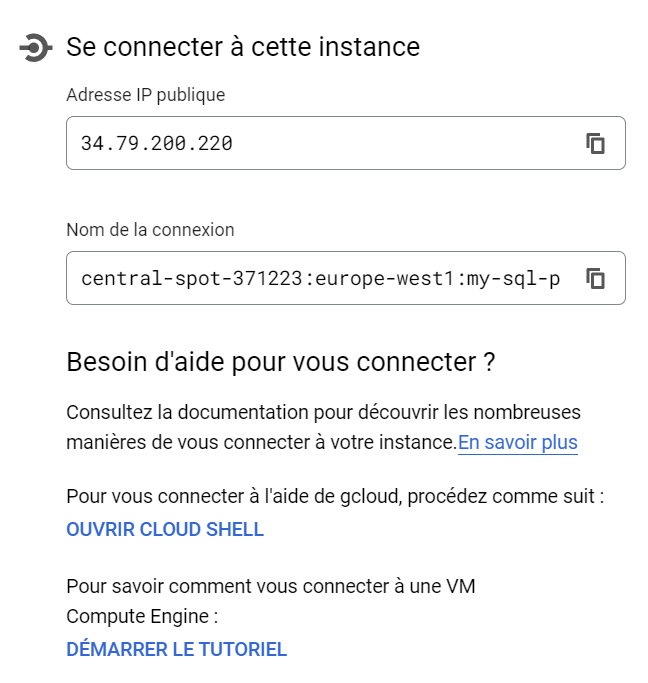 Se connecter à cette instance
Adresse IP publique
34.79.200.220
Nom de la connexion
central-spot-371223:europe-west1:my-sql-p
Besoin d'aide pour vous connecter ?
Consultez la documentation pour découvrir les nombreuses
manières de vous connecter à votre instance.En savoir plus
Pour vous connecter à l'aide de gcloud, procédez comme suit :
OUVRIR CLOUD SHELL
Pour savoir comment vous connecter à une VM
Compute Engine :
DÉMARRER LE TUTORIEL